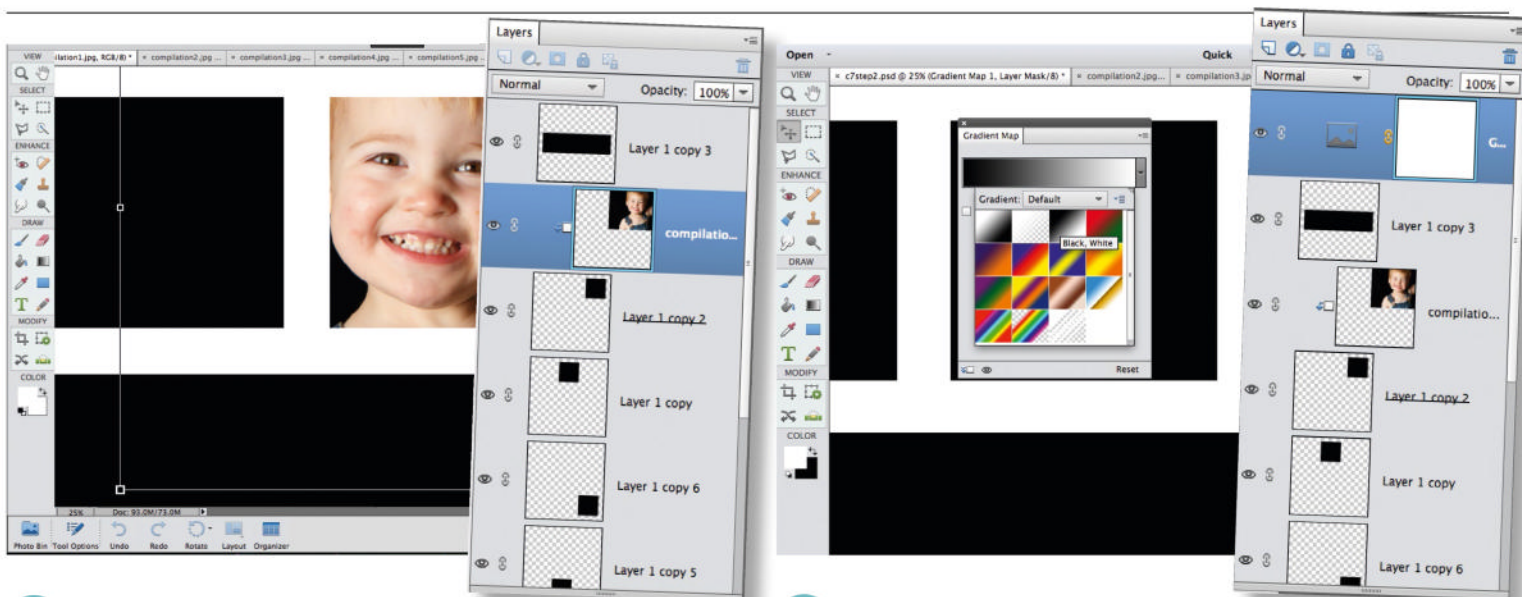 VIEW
ilation1.jpg, RGB/8) *
× compilation2.jpg ...
× compilation3.jpg ...
× compilation4.jpg ...
× compilation5.jpg ...
SELECT
ENHANCE
DRAW
T
MODIFY
COLOR
25%
Doc: 93.0M/73.0M
Photo Bin
Tool Options
Undo
Redo
Rotate
Layout
Organizer
Layers
Normal
Opacity: 100%
Layer 1 copy 3
compilatio...
Layer 1 copy 2
Layer 1 copy
Layer 1 copy 6
Layer 1 copy 5
Open
Quick
VIEW
× c7step2.psd @ 25% (Gradient Map 1, Layer Mask/8) *
× compilation2.jpg...
× compilation3.jp
SELECT
ENHANCE
DRAW
T
MODIFY
COLOR
Gradient Map
Gradient: Default
Black, White
Reset
Layers
Normal
Opacity: 100%
G...
Layer 1 copy 3
compilatio...
Layer 1 copy 2
Layer 1 copy
Layer 1 copy 6